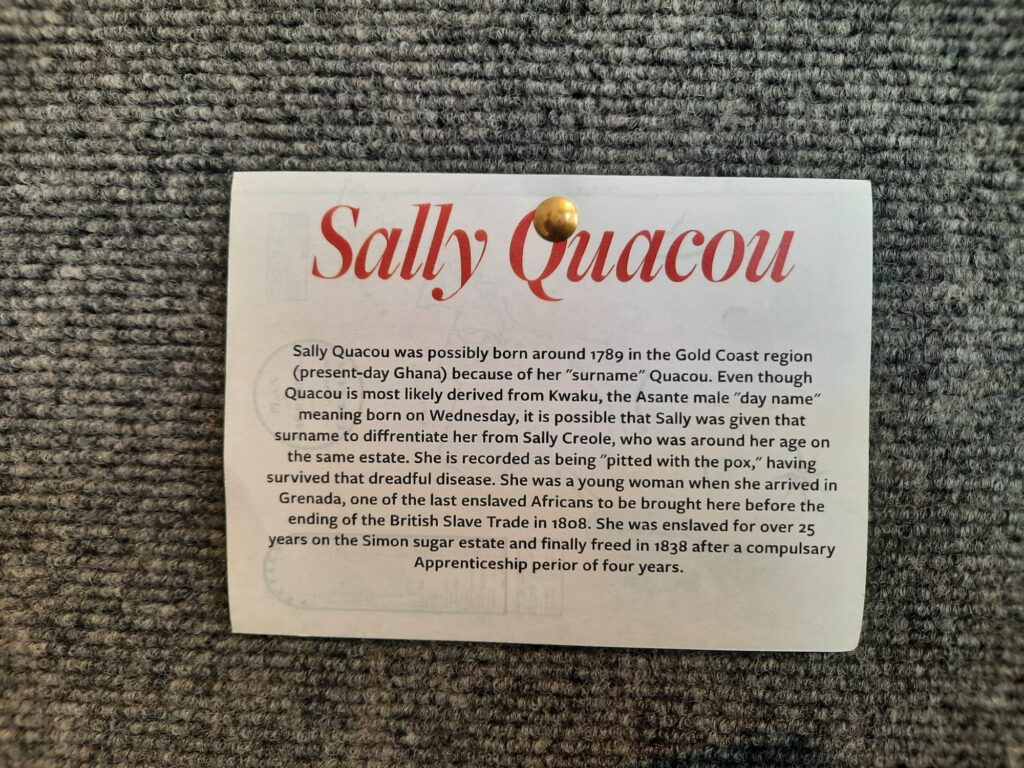 Sally Quacou
Sally Quacou was possibly born around 1789 in the Gold Coast region
(present-day Ghana) because of her "surname" Quacou. Even though
Quacou is most likely derived from Kwaku, the Asante male "day name"
meaning born on Wednesday, it is possible that Sally was given that
surname to diffrentiate her from Sally Creole, who was around her age on
the same estate. She is recorded as being "pitted with the pox," having
survived that dreadful disease. She was a young woman when she arrived in
Grenada, one of the last enslaved Africans to be brought here before the
ending of the British Slave Trade in 1808. She was enslaved for over 25
years on the Simon sugar estate and finally freed in 1838 after a compulsary
Apprenticeship perior of four years.